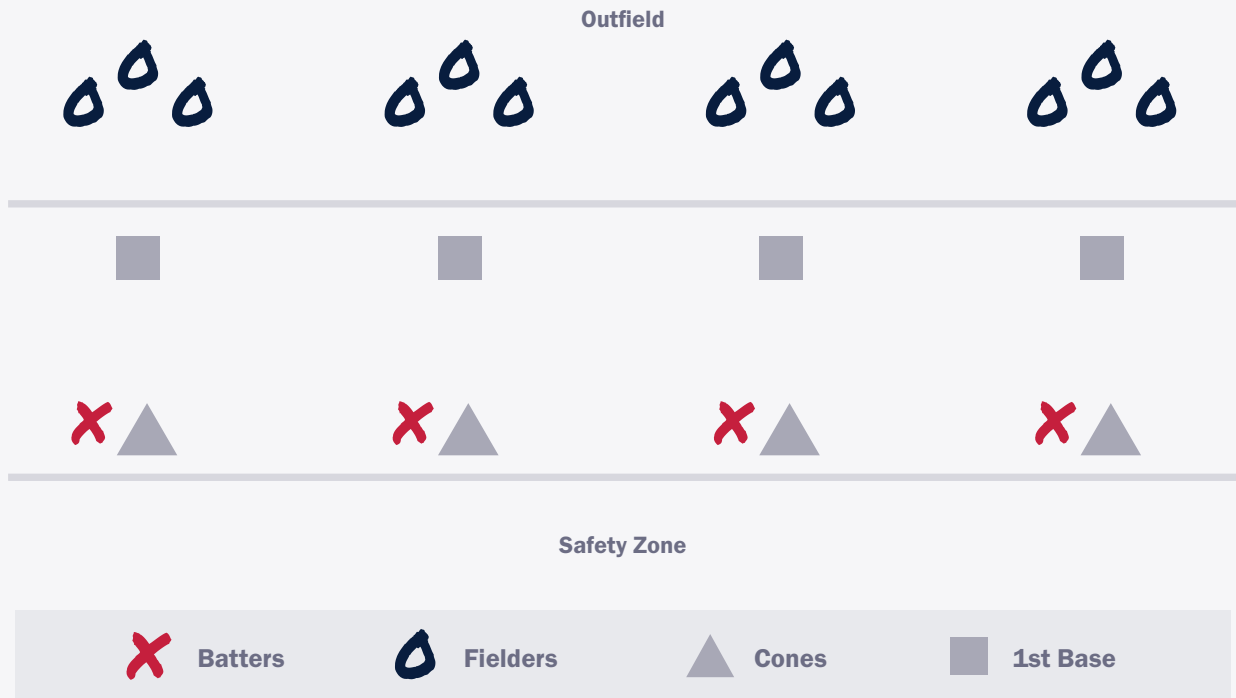 Outfield
Safety Zone
Batters
Fielders
Cones
1st Base